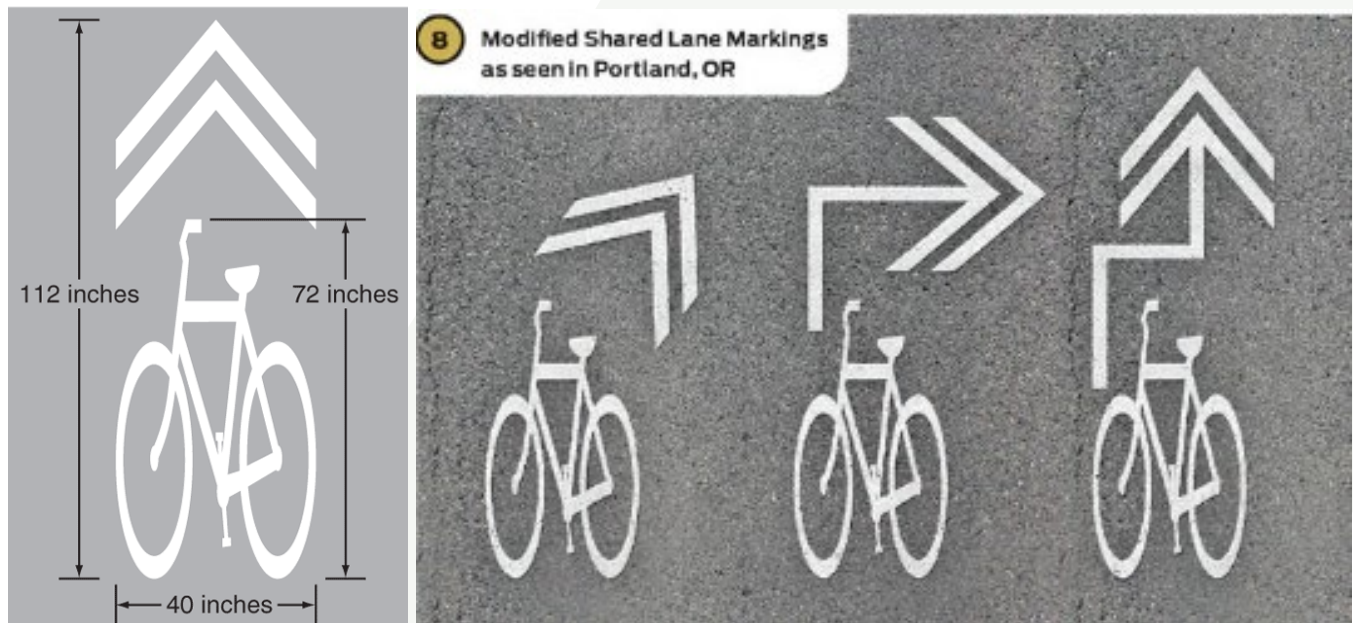 112 inches
72 inches
40 inches
8
Modified Shared Lane Markings
as seen in Portland, OR